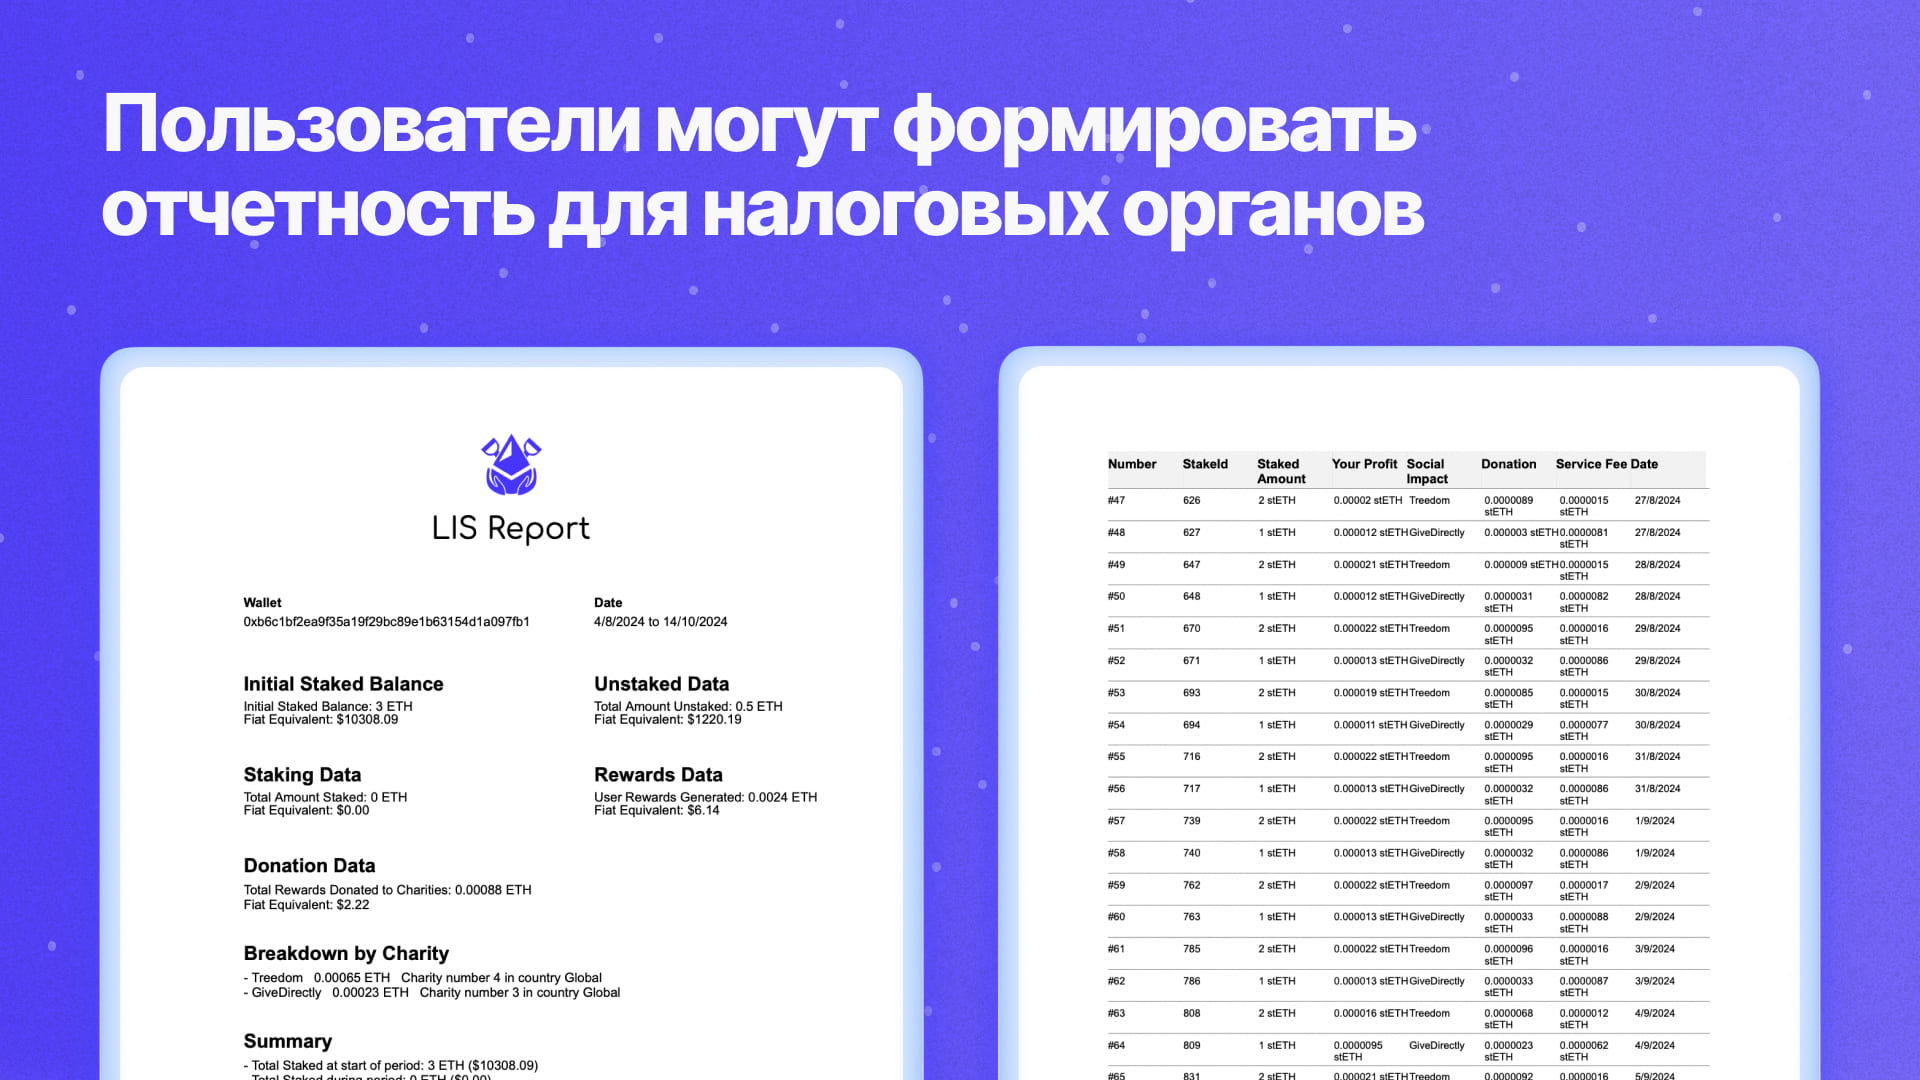 Пользователи могут формировать
отчетность для налоговых органов
LIS Report
Wallet
0xb6c1bf2ea9f35a19f29bc89e1b63154d1a097fb1
Date
4/8/2024 to 14/10/2024
Initial Staked Balance
Initial Staked Balance: 3 ETH
Fiat Equivalent: $10308.09
Unstaked Data
Total Amount Unstaked: 0.5 ETH
Fiat Equivalent: $1220.19
Staking Data
Total Amount Staked: 0 ETH
Fiat Equivalent: $0.00
Rewards Data
User Rewards Generated: 0.0024 ETH
Fiat Equivalent: $6.14
Donation Data
Total Rewards Donated to Charities: 0.00088 ETH
Fiat Equivalent: $2.22
Breakdown by Charity
- Treedom 0.00065 ETH Charity number 4 in country Global
- GiveDirectly 0.00023 ETH Charity number 3 in country Global
Summary
- Total Staked at start of period: 3 ETH ($10308.09)
- Total Staked during period: 0 ETH ($0.00)
Number StakeId Staked Amount Your Profit Social Impact Donation Service Fee Date
#47 626 2 stETH 0.00002 stETH Treedom 0.0000089 stETH 0.0000015 stETH 27/8/2024
#48 627 1 stETH 0.000012 stETH GiveDirectly 0.000003 stETH 0.0000081 stETH 27/8/2024
#49 647 2 stETH 0.000021 stETH Treedom 0.000009 stETH 0.0000015 stETH 28/8/2024
#50 648 1 stETH 0.000012 stETH GiveDirectly 0.0000031 stETH 0.0000082 stETH 28/8/2024
#51 670 2 stETH 0.000022 stETH Treedom 0.0000095 stETH 0.0000016 stETH 29/8/2024
#52 671 1 stETH 0.000013 stETH GiveDirectly 0.0000032 stETH 0.0000086 stETH 29/8/2024
#53 693 2 stETH 0.000019 stETH Treedom 0.0000085 stETH 0.0000015 stETH 30/8/2024
#54 694 1 stETH 0.000011 stETH GiveDirectly 0.0000029 stETH 0.0000077 stETH 30/8/2024
#55 716 2 stETH 0.000022 stETH Treedom 0.0000095 stETH 0.0000016 stETH 31/8/2024
#56 717 1 stETH 0.000013 stETH GiveDirectly 0.0000032 stETH 0.0000086 stETH 31/8/2024
#57 739 2 stETH 0.000022 stETH Treedom 0.0000095 stETH 0.0000016 stETH 1/9/2024
#58 740 1 stETH 0.000013 stETH GiveDirectly 0.0000032 stETH 0.0000086 stETH 1/9/2024
#59 762 2 stETH 0.000022 stETH Treedom 0.0000097 stETH 0.0000017 stETH 2/9/2024
#60 763 1 stETH 0.000013 stETH GiveDirectly 0.0000033 stETH 0.0000088 stETH 2/9/2024
#61 785 2 stETH 0.000022 stETH Treedom 0.0000096 stETH 0.0000016 stETH 3/9/2024
#62 786 1 stETH 0.000013 stETH GiveDirectly 0.0000033 stETH 0.0000087 stETH 3/9/2024
#63 808 2 stETH 0.000016 stETH Treedom 0.0000068 stETH 0.0000012 stETH 4/9/2024
#64 809 1 stETH 0.0000095 stETH GiveDirectly 0.0000023 stETH 0.0000062 stETH 4/9/2024
#65 831 2 stETH 0.000021 stETH Treedom 0.0000092 0.0000016 5/9/2024